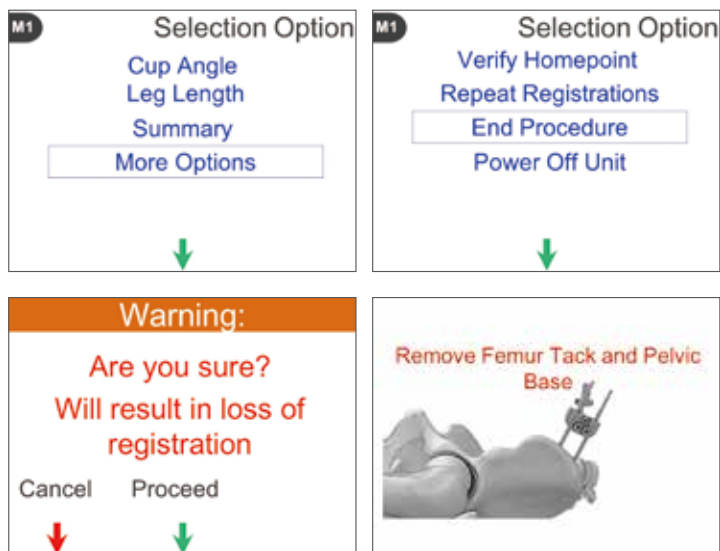 M1
Selection Option
Cup Angle
Leg Length
Summary
More Options
M1
Selection Option
Verify Homepoint
Repeat Registrations
End Procedure
Power Off Unit
Warning:
Are you sure?
Will result in loss of
registration
Cancel Proceed
Remove Femur Tack and Pelvic
Base